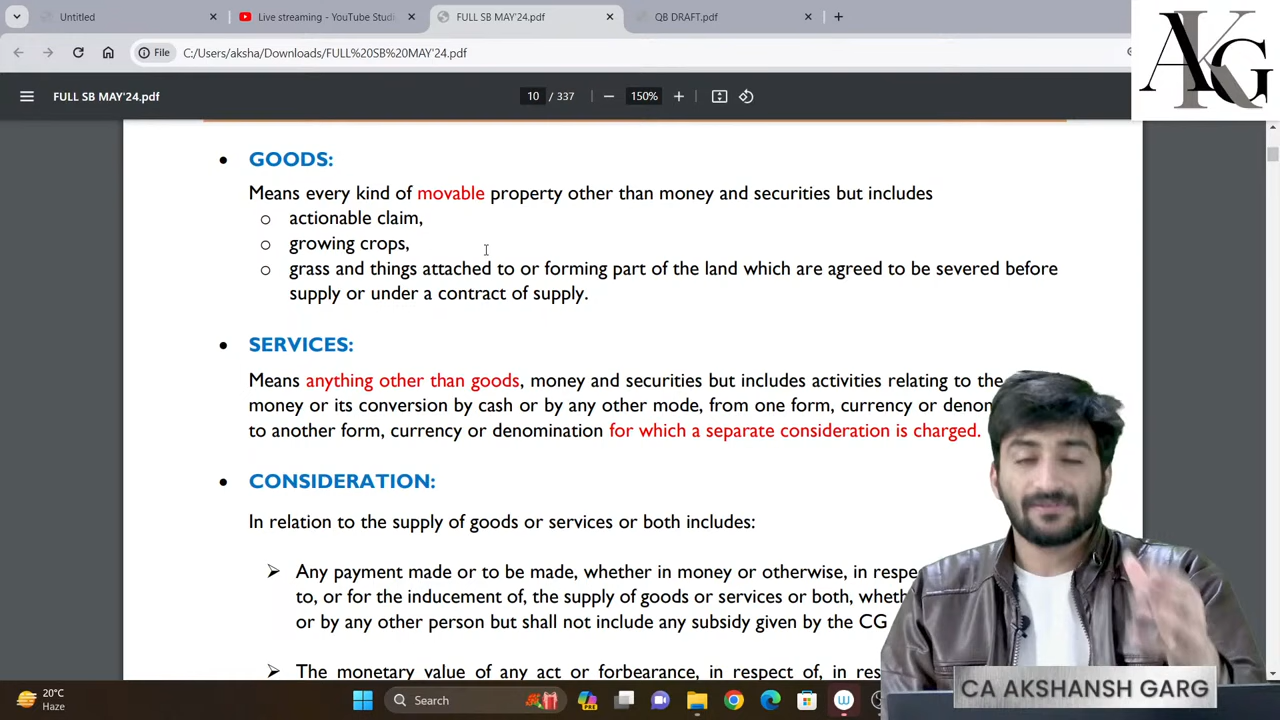 Untitled
Live streaming - YouTube Studi
FULL SB MAY'24.pdf
QB DRAFT.pdf
File
C:/Users/aksha/Downloads/FULL%20SB%20MAY'24.pdf
FULL SB MAY'24.pdf
10 / 337
150%
AKG
• GOODS:
Means every kind of movable property other than money and securities but includes
o actionable claim,
o growing crops,
o grass and things attached to or forming part of the land which are agreed to be severed before
supply or under a contract of supply.
• SERVICES:
Means anything other than goods, money and securities but includes activities relating to the
money or its conversion by cash or by any other mode, from one form, currency or denom
to another form, currency or denomination for which a separate consideration is charged.
• CONSIDERATION:
In relation to the supply of goods or services or both includes:
➢ Any payment made or to be made, whether in money or otherwise, in respe
to, or for the inducement of, the supply of goods or services or both, wheth
or by any other person but shall not include any subsidy given by the CG
➢ The monetary value of any act or forbearance, in respect of, in res
CA AKSHANSH GARG
20°C
Haze
Search
PRE